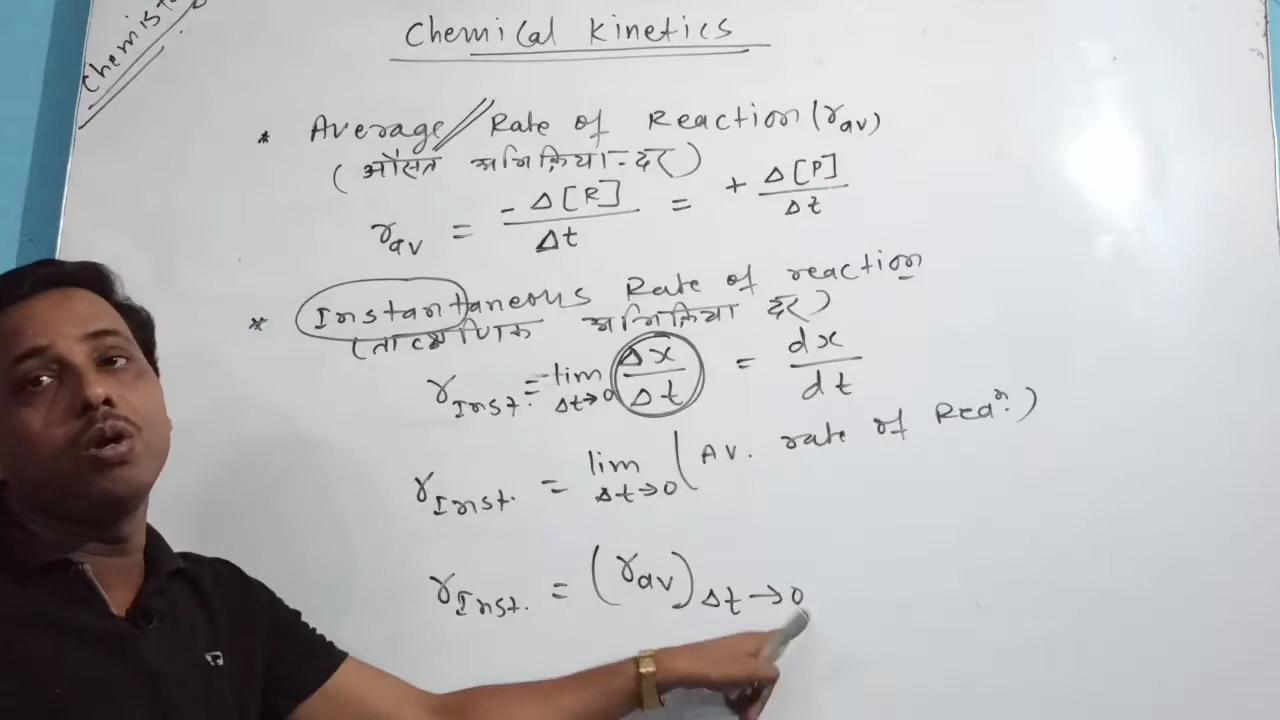 Chemist
Chemical Kinetics
* Average Rate of Reaction (rav)
(औसत अभिक्रिया-दर)
rav = -Δ[R]/Δt = +Δ[P]/Δt
* Instantaneous Rate of reaction
(तात्क्षणिक अभिक्रिया दर)
rInst. = lim Δt→0 Δx/Δt = dx/dt
rInst. = lim Δt→0 (Av. rate of Reaⁿ.)
rInst. = (rav)Δt→0